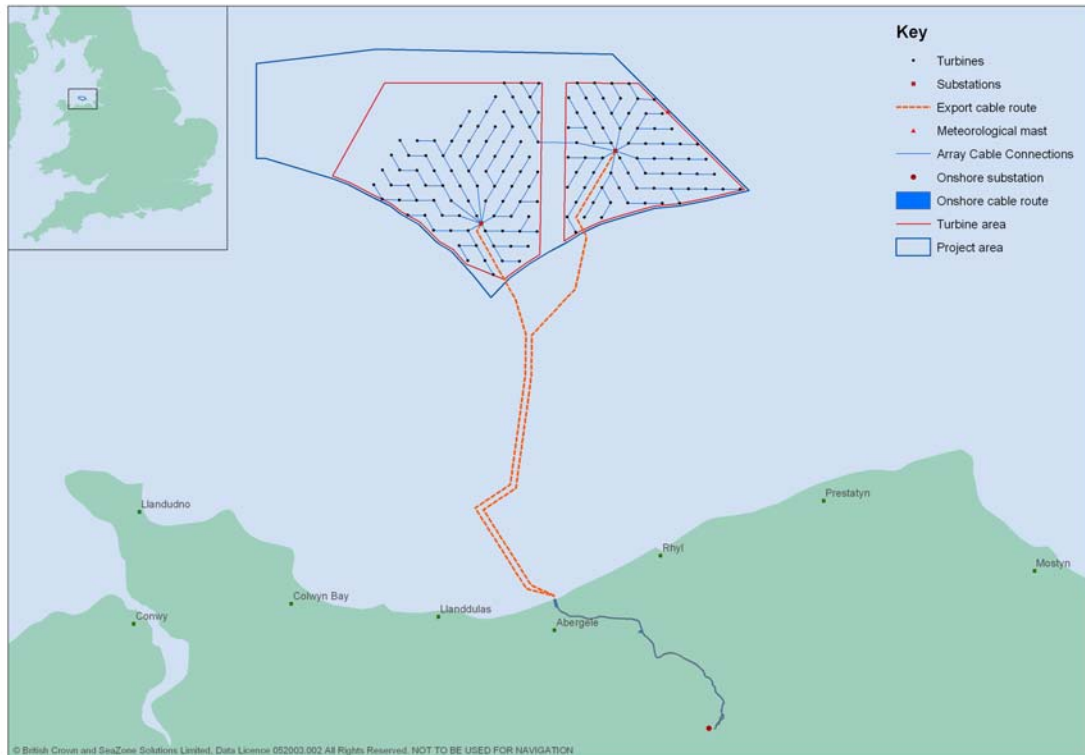 Key
Turbines
Substations
Export cable route
Meteorological mast
Array Cable Connections
Onshore substation
Onshore cable route
Turbine area
Project area
Llandudno
Prestatyn
Rhyl
Mostyn
Colwyn Bay
Llanddulas
Conwy
Abergele
© British Crown and SeaZone Solutions Limited, Data Licence 052003.002 All Rights Reserved. NOT TO BE USED FOR NAVIGATION